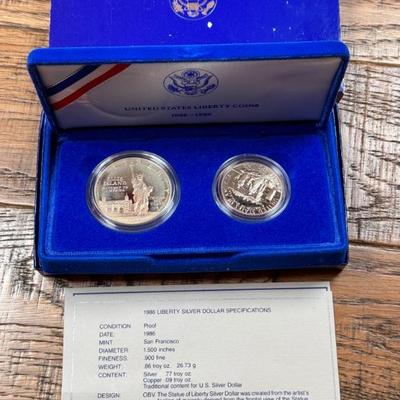 UNITED STATES LIBERTY COINS
1886-1986
ELLIS
ISLAND
1986 LIBERTY SILVER DOLLAR SPECIFICATIONS
CONDITION: Proof
DATE: 1986
MINT: San Francisco
DIAMETER: 1.500 inches
FINENESS: .900 fine
WEIGHT: .86 troy oz. 26.73 g
CONTENT: Silver .77 troy oz.
Copper .09 troy oz.
Traditional content for U.S. Silver Dollar
DESIGN: OBV. The Statue of Liberty Silver Dollar was created from the artist's